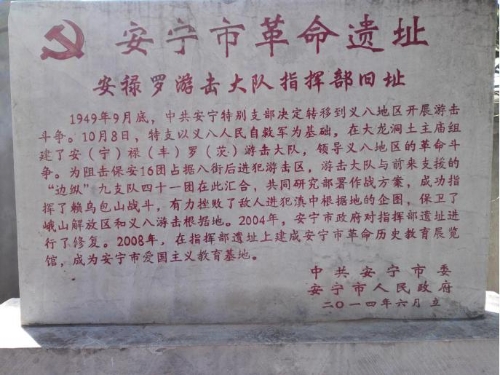 安宁市革命遗址
安禄罗游击大队指挥部旧址
1949年9月底，中共安宁特别支部决定转移到义八地区开展游击
斗争。10月8日，特支以义八人民自救军为基础，在大龙洞土主庙组
建了安（宁）禄（丰）罗（茨）游击大队，领导义八地区的革命斗
争。为阻击保安16团占据八街后进犯游击区，游击大队与前来支援的
“边纵”九支队四十一团在此汇合，共同研究部署作战方案，成功指
挥了赖乌包山战斗，有力挫败了敌人进犯滇中根据地的企图，保卫了
峨山解放区和义八游击根据地。2004年，安宁市政府对指挥部遗址进
行了修复。2008年，在指挥部遗址上建成安宁市革命历史教育展览
馆，成为安宁市爱国主义教育基地。
中共安宁市委
安宁市人民政府
二〇一四年六月立